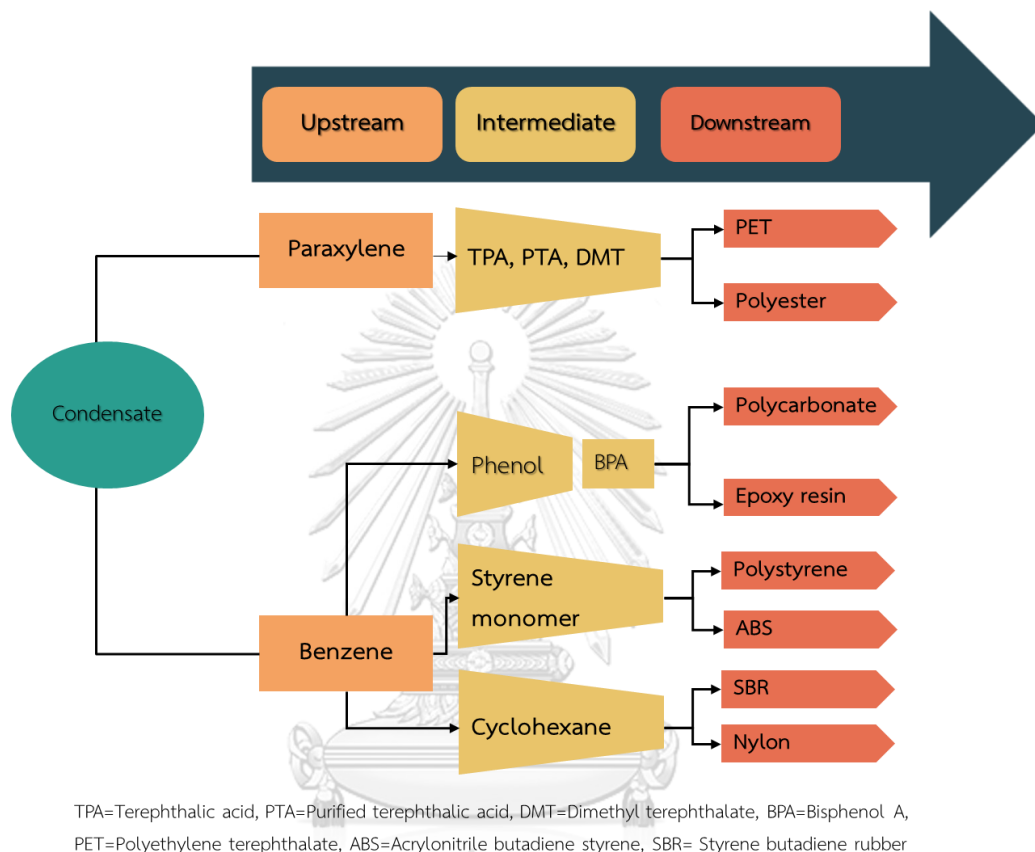 Upstream
Intermediate
Downstream
Paraxylene
TPA, PTA, DMT
PET
Polyester
Condensate
Phenol
BPA
Polycarbonate
Epoxy resin
Benzene
Styrene
monomer
Polystyrene
ABS
Cyclohexane
SBR
Nylon
TPA=Terephthalic acid, PTA=Purified terephthalic acid, DMT=Dimethyl terephthalate, BPA=Bisphenol A,
PET=Polyethylene terephthalate, ABS=Acrylonitrile butadiene styrene, SBR= Styrene butadiene rubber